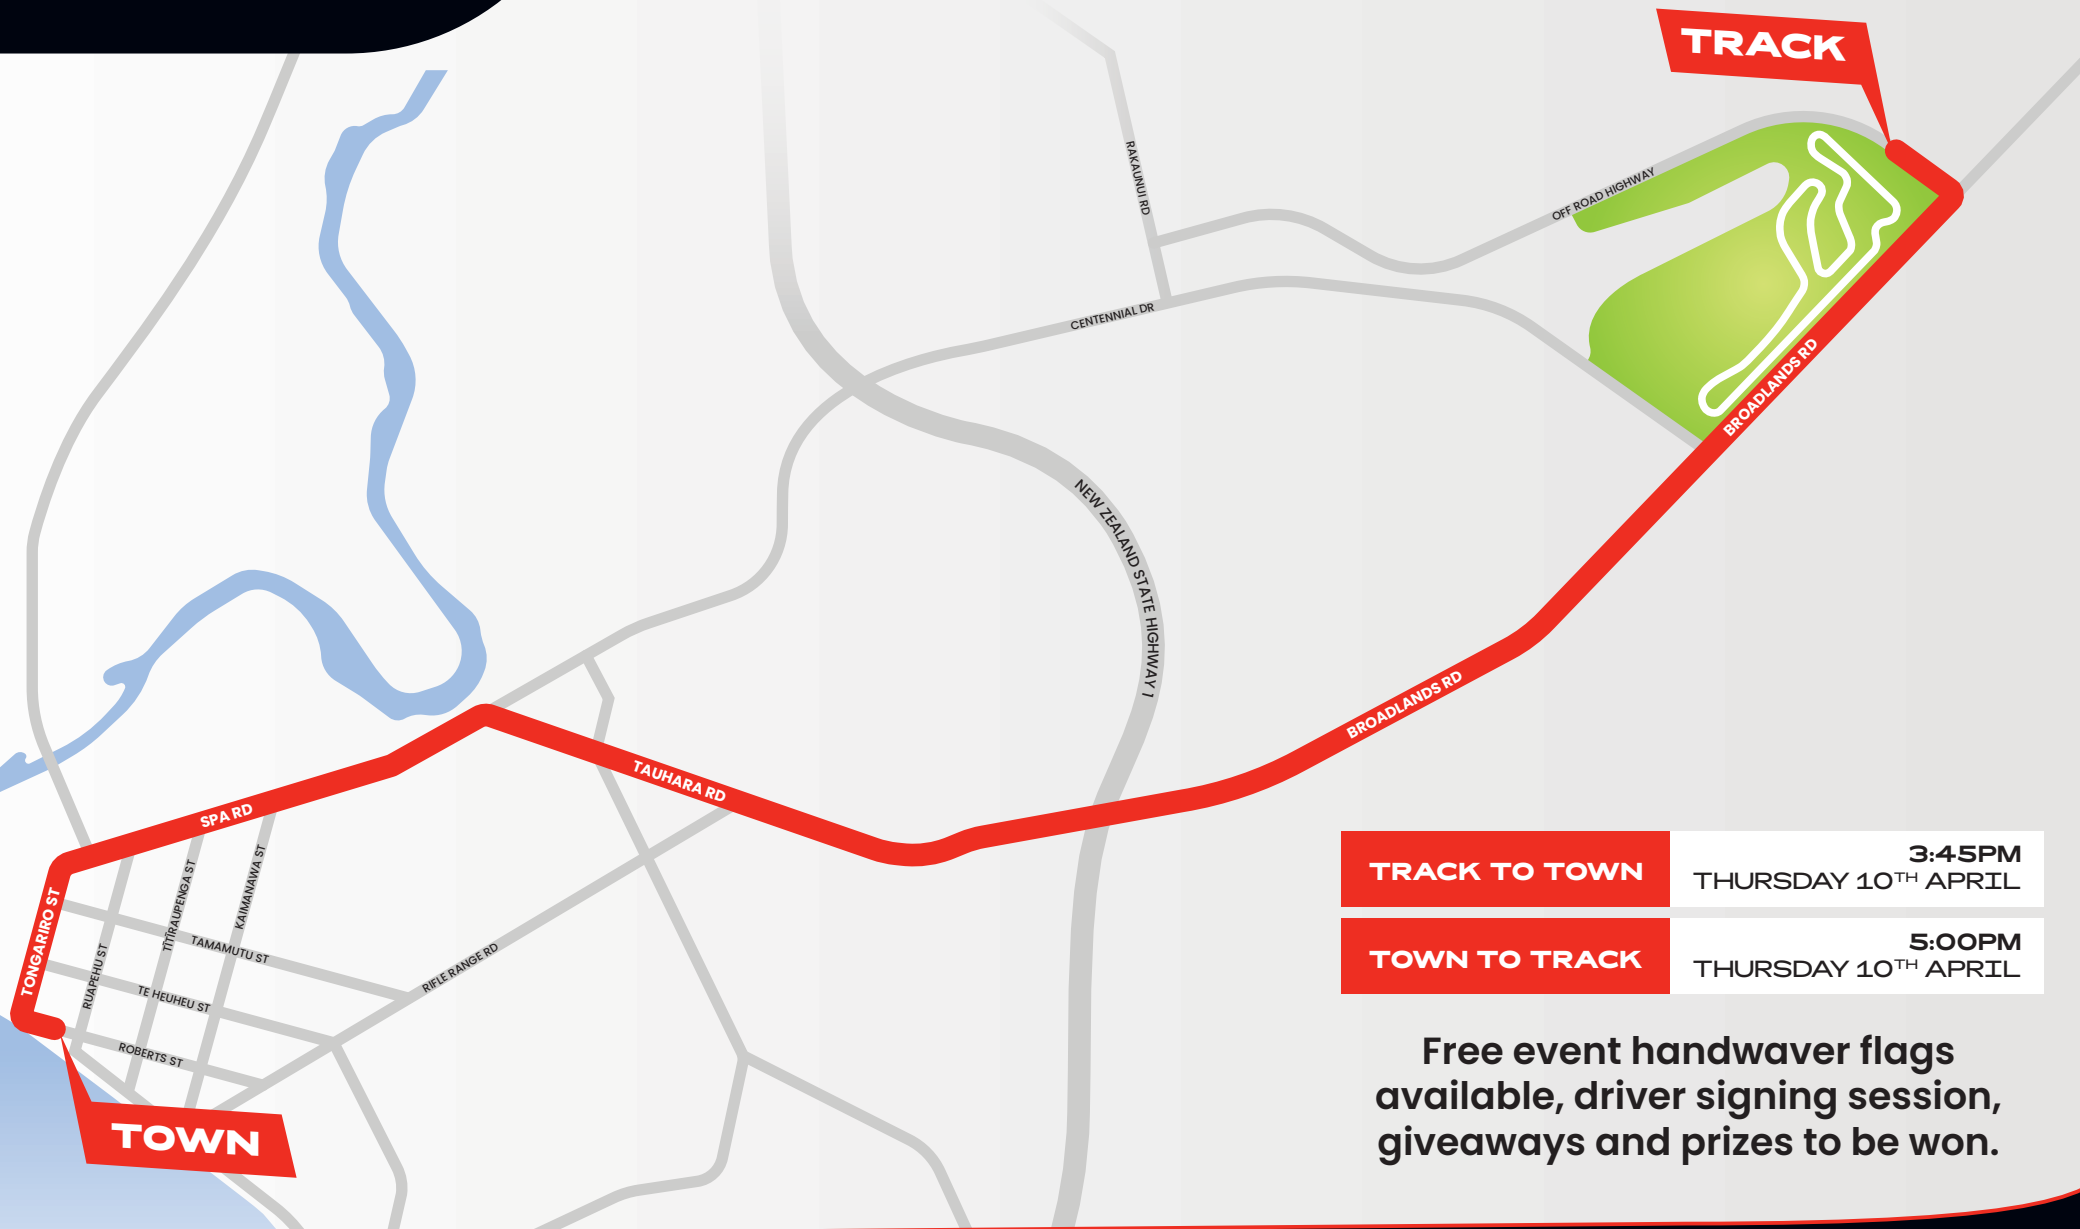 TRACK
RAKAUNUI RD
OFF ROAD HIGHWAY
CENTENNIAL DR
BROADLANDS RD
NEW ZEALAND STATE HIGHWAY 1
BROADLANDS RD
TAUHARA RD
SPA RD
TONGARIRO ST
TĪTĪRAUPENGA ST
KAIMANAWA ST
TAMAMUTU ST
RUAPEHU ST
TE HEUHEU ST
RIFLE RANGE RD
ROBERTS ST
TOWN
TRACK TO TOWN
3:45PM
THURSDAY 10TH APRIL
TOWN TO TRACK
5:00PM
THURSDAY 10TH APRIL
Free event handwaver flags
available, driver signing session,
giveaways and prizes to be won.